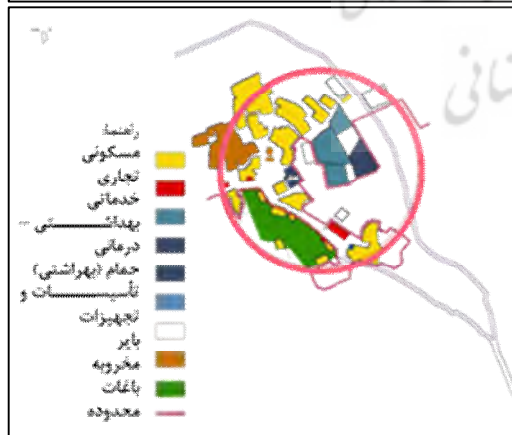 راهنما
مسکونی
تجاری
خدماتی
بهداشتی –
درمانی
حمام (بهداشتی)
تأسیسات و
تجهیزات
بایر
مخروبه
باغات
محدوده